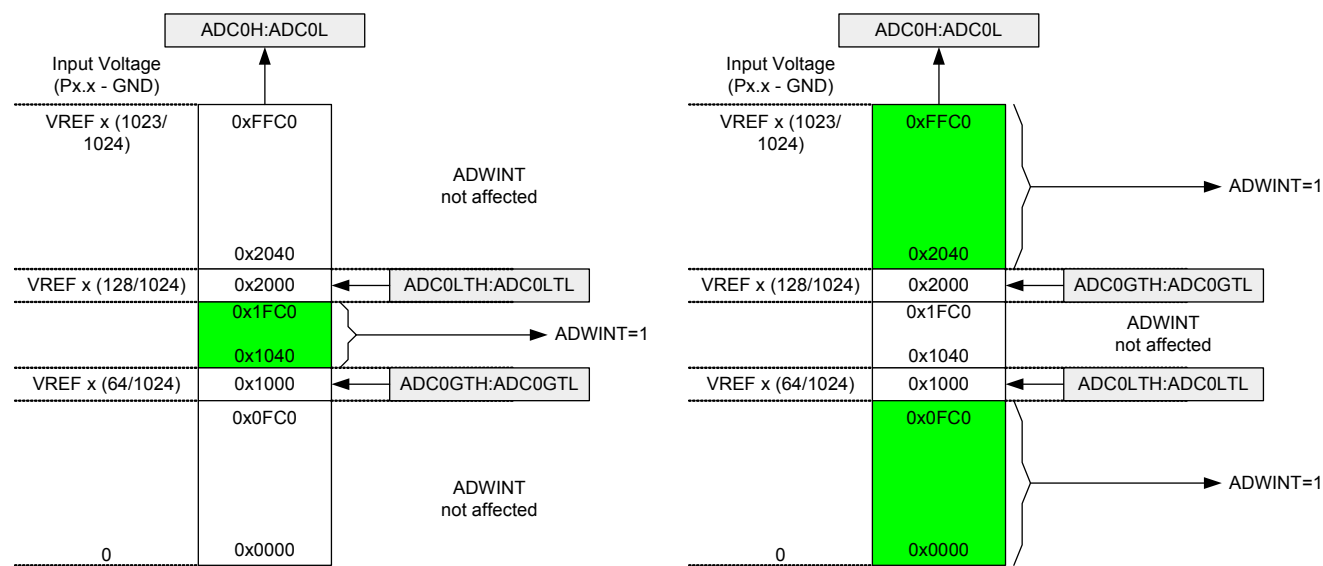 ADC0H:ADC0L
Input Voltage
(Px.x - GND)
VREF x (1023/
1024)
0xFFC0
ADWINT
not affected
0x2040
VREF x (128/1024)
0x2000
ADC0LTH:ADC0LTL
0x1FC0
ADWINT=1
0x1040
VREF x (64/1024)
0x1000
ADC0GTH:ADC0GTL
0x0FC0
ADWINT
not affected
0
0x0000
ADC0H:ADC0L
Input Voltage
(Px.x - GND)
VREF x (1023/
1024)
0xFFC0
ADWINT=1
0x2040
VREF x (128/1024)
0x2000
ADC0GTH:ADC0GTL
0x1FC0
ADWINT
not affected
0x1040
VREF x (64/1024)
0x1000
ADC0LTH:ADC0LTL
0x0FC0
ADWINT=1
0
0x0000